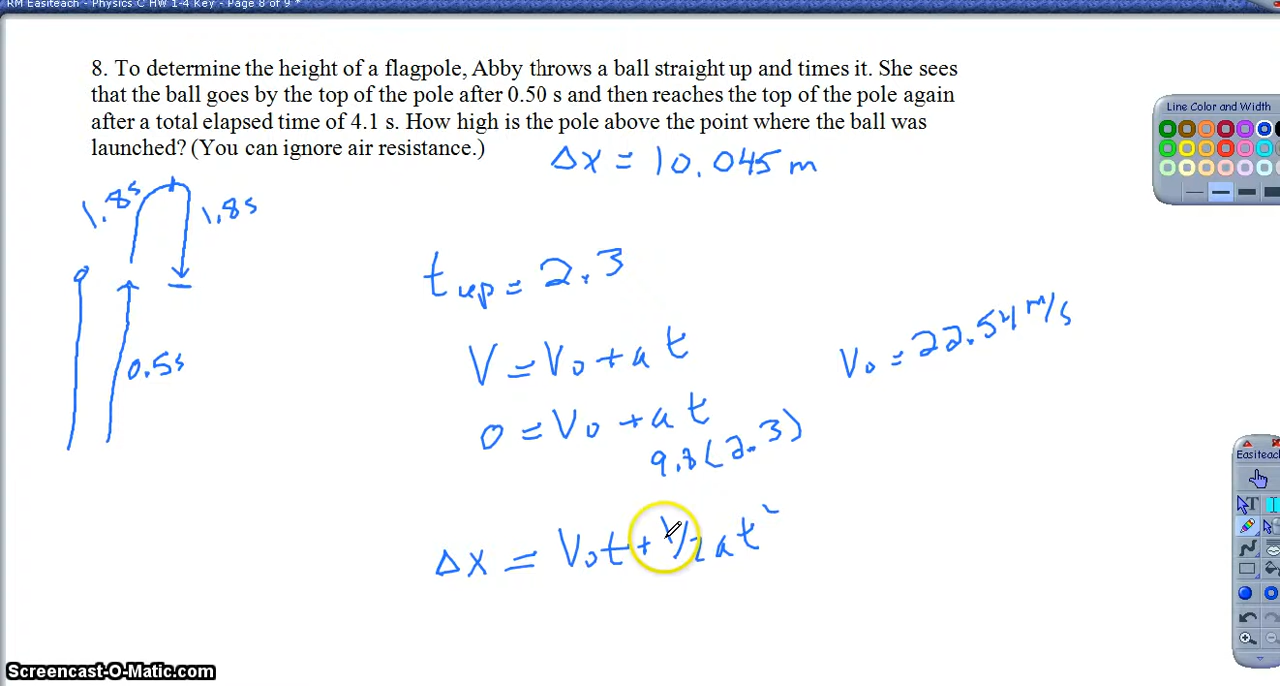 RM Easiteach - Physics C HW 1-4 Key - Page 8 of 9 *
8. To determine the height of a flagpole, Abby throws a ball straight up and times it. She sees
that the ball goes by the top of the pole after 0.50 s and then reaches the top of the pole again
after a total elapsed time of 4.1 s. How high is the pole above the point where the ball was
launched? (You can ignore air resistance.)
Δx = 10.045 m
Line Color and Width
1.8s
1.8s
0.5s
t up = 2.3
V = V0 + a t
V0 = 22.54 m/s
0 = V0 + a t
9.8(2.3)
Δx = V0t + 1/2 a t²
Easiteac
Screencast-O-Matic.com